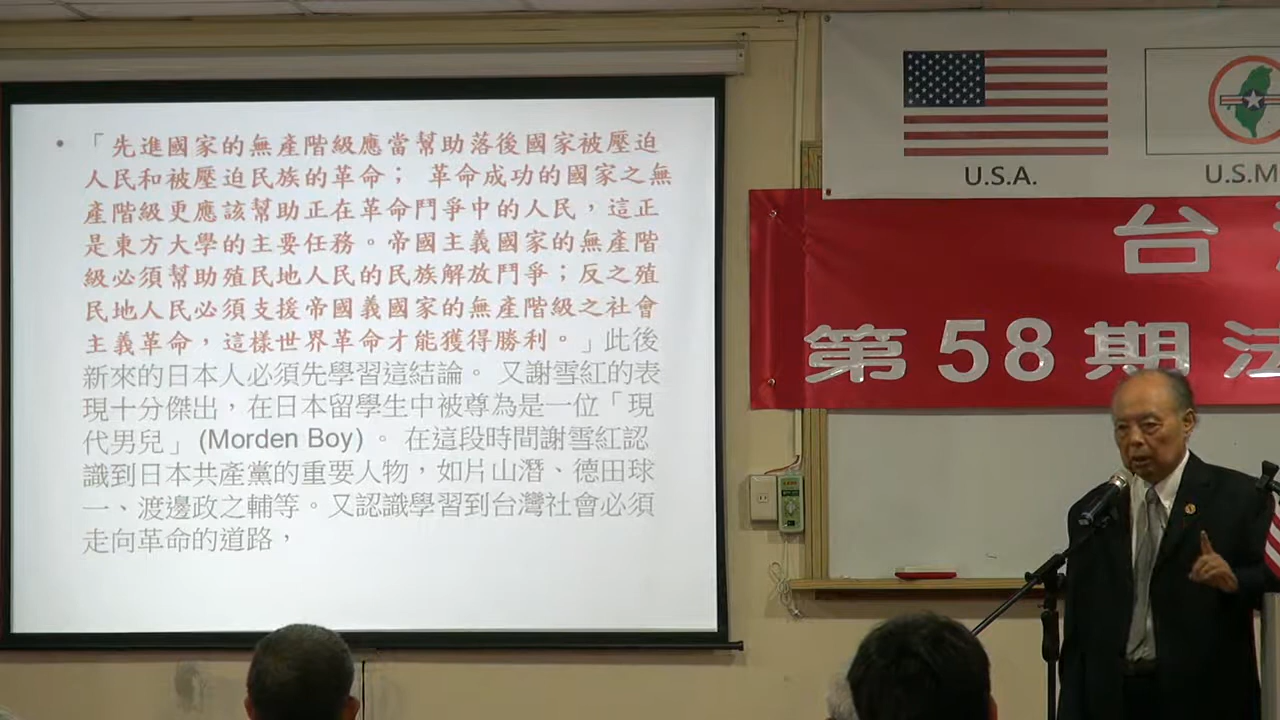 • 「先進國家的無產階級應當幫助落後國家被壓迫
人民和被壓迫民族的革命； 革命成功的國家之無
產階級更應該幫助正在革命鬥爭中的人民，這正
是東方大學的主要任務。帝國主義國家的無產階
級必須幫助殖民地人民的民族解放鬥爭；反之殖
民地人民必須支援帝國義國家的無產階級之社會
主義革命，這樣世界革命才能獲得勝利。」此後
新來的日本人必須先學習這結論。 又謝雪紅的表
現十分傑出，在日本留學生中被尊為是一位「現
代男兒」 (Morden Boy) 。 在這段時間謝雪紅認
識到日本共產黨的重要人物，如片山潛、德田球
一、渡邊政之輔等。又認識學習到台灣社會必須
走向革命的道路，
U.S.A.
U.S.M
台
第 58 期 法